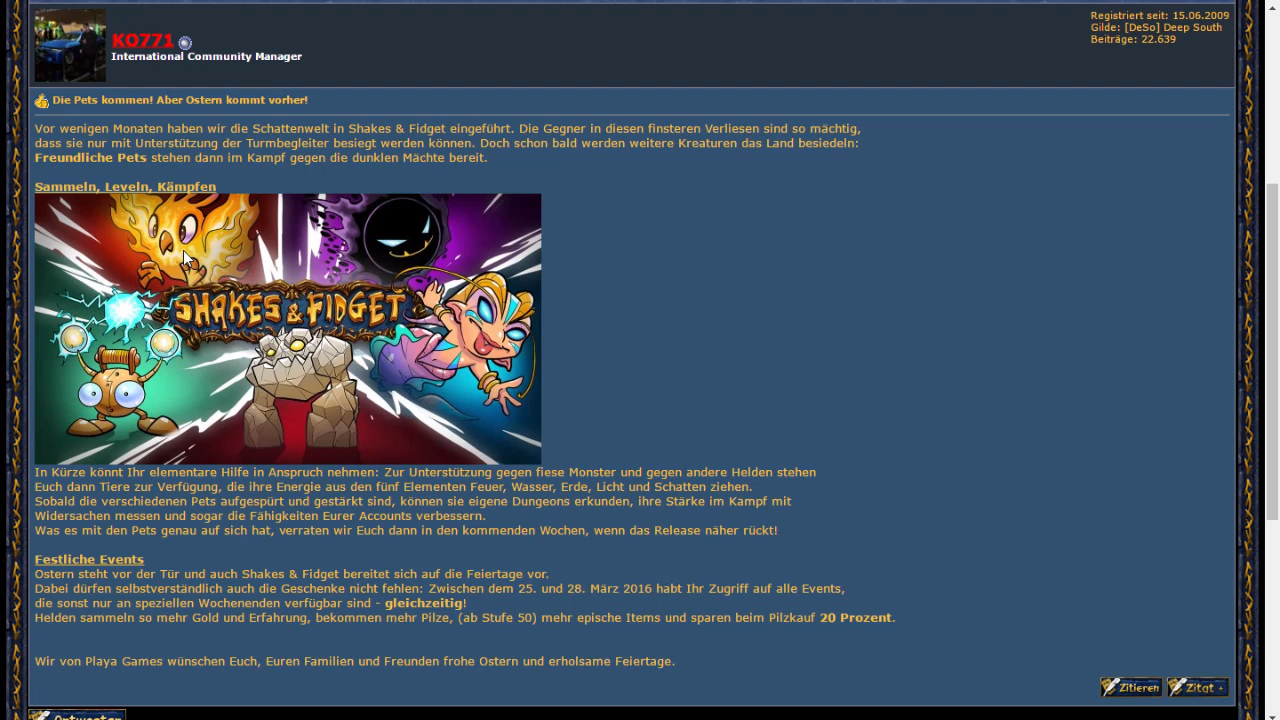 Registriert seit: 15.06.2009
Gilde: [DeSo] Deep South
Beiträge: 22.639
KO771
International Community Manager
Die Pets kommen! Aber Ostern kommt vorher!
Vor wenigen Monaten haben wir die Schattenwelt in Shakes & Fidget eingeführt. Die Gegner in diesen finsteren Verliesen sind so mächtig,
dass sie nur mit Unterstützung der Turmbegleiter besiegt werden können. Doch schon bald werden weitere Kreaturen das Land besiedeln:
Freundliche Pets stehen dann im Kampf gegen die dunklen Mächte bereit.
Sammeln, Leveln, Kämpfen
SHAKES & FIDGET
In Kürze könnt Ihr elementare Hilfe in Anspruch nehmen: Zur Unterstützung gegen fiese Monster und gegen andere Helden stehen
Euch dann Tiere zur Verfügung, die ihre Energie aus den fünf Elementen Feuer, Wasser, Erde, Licht und Schatten ziehen.
Sobald die verschiedenen Pets aufgespürt und gestärkt sind, können sie eigene Dungeons erkunden, ihre Stärke im Kampf mit
Widersachen messen und sogar die Fähigkeiten Eurer Accounts verbessern.
Was es mit den Pets genau auf sich hat, verraten wir Euch dann in den kommenden Wochen, wenn das Release näher rückt!
Festliche Events
Ostern steht vor der Tür und auch Shakes & Fidget bereitet sich auf die Feiertage vor.
Dabei dürfen selbstverständlich auch die Geschenke nicht fehlen: Zwischen dem 25. und 28. März 2016 habt Ihr Zugriff auf alle Events,
die sonst nur an speziellen Wochenenden verfügbar sind - gleichzeitig!
Helden sammeln so mehr Gold und Erfahrung, bekommen mehr Pilze, (ab Stufe 50) mehr epische Items und sparen beim Pilzkauf 20 Prozent.
Wir von Playa Games wünschen Euch, Euren Familien und Freunden frohe Ostern und erholsame Feiertage.
Zitieren
Zitat +
Antworten